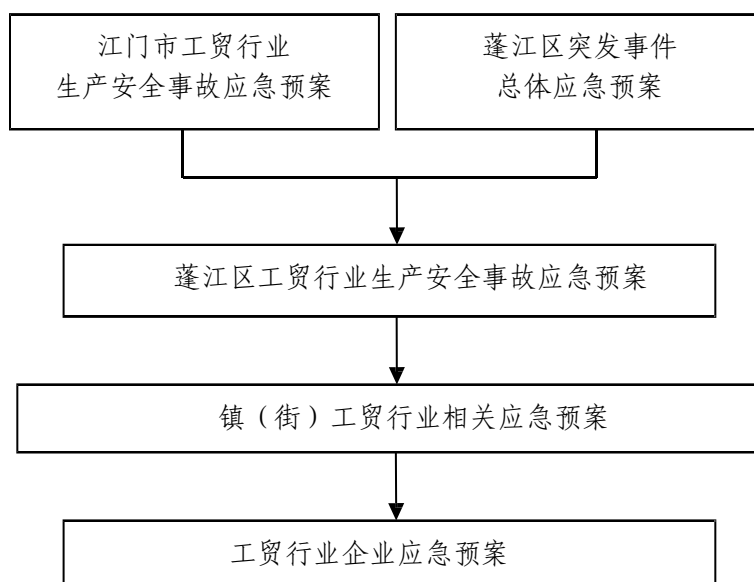 江门市工贸行业
生产安全事故应急预案
蓬江区突发事件
总体应急预案
蓬江区工贸行业生产安全事故应急预案
镇（街）工贸行业相关应急预案
工贸行业企业应急预案